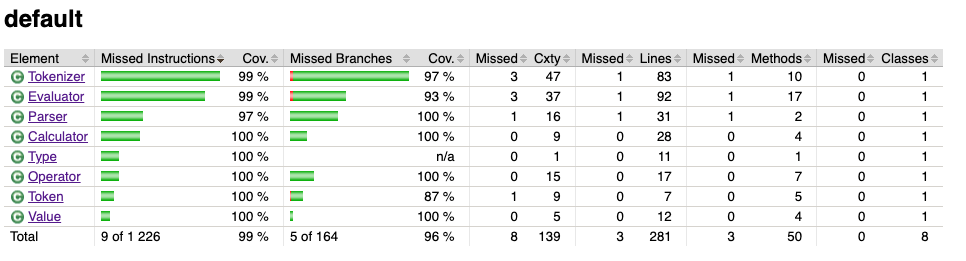 default
Element Missed Instructions Cov. Missed Branches Cov. Missed Cxty Missed Lines Missed Methods Missed Classes
C Tokenizer 99 % 97 % 3 47 1 83 1 10 0 1
C Evaluator 99 % 93 % 3 37 1 92 1 17 0 1
C Parser 97 % 100 % 1 16 1 31 1 2 0 1
C Calculator 100 % 100 % 0 9 0 28 0 4 0 1
C Type 100 % n/a 0 1 0 11 0 1 0 1
C Operator 100 % 100 % 0 15 0 17 0 7 0 1
C Token 100 % 87 % 1 9 0 7 0 5 0 1
C Value 100 % 100 % 0 5 0 12 0 4 0 1
Total 9 of 1 226 99 % 5 of 164 96 % 8 139 3 281 3 50 0 8